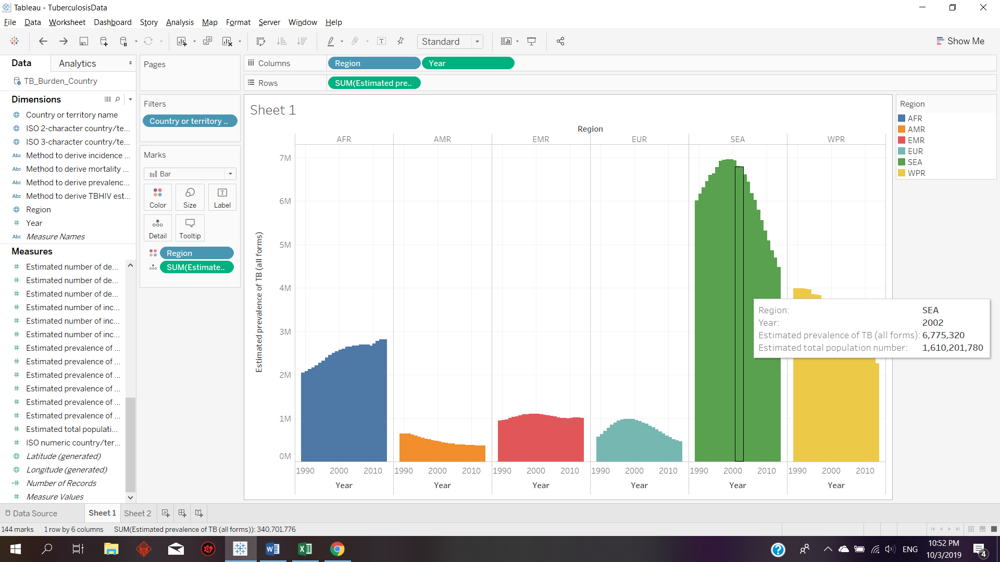 Tableau - TuberculosisData
File Data Worksheet Dashboard Story Analysis Map Format Server Window Help
Standard
Show Me
Data
Analytics
TB_Burden_Country
Dimensions
Country or territory name
ISO 2-character country/te...
ISO 3-character country/te...
Abc Method to derive incidence ...
Abc Method to derive mortality ...
Abc Method to derive prevalenc...
Abc Method to derive TBHIV est...
Region
# Year
Abc Measure Names
Measures
# Estimated number of de...
# Estimated number of de...
# Estimated number of de...
# Estimated number of inc...
# Estimated number of inc...
# Estimated number of inc...
# Estimated prevalence of ...
# Estimated prevalence of ...
# Estimated prevalence of ...
# Estimated prevalence of ...
# Estimated prevalence of ...
# Estimated prevalence of ...
# Estimated total populati...
# ISO numeric country/ter...
Latitude (generated)
Longitude (generated)
=# Number of Records
# Measure Values
Pages
Filters
Country or territory ..
Marks
Bar
Color Size Label
Detail Tooltip
Region
SUM(Estimate..
Columns Region Year
Rows SUM(Estimated pre..
Sheet 1
Region
AFR AMR EMR EUR SEA WPR
7M
6M
5M
4M
3M
2M
1M
0M
Estimated prevalence of TB (all forms)
1990 2000 2010 1990 2000 2010 1990 2000 2010 1990 2000 2010 1990 2000 2010 1990 2000 2010
Year Year Year Year Year Year
Region: SEA
Year: 2002
Estimated prevalence of TB (all forms): 6,775,320
Estimated total population number: 1,610,201,780
Region
AFR
AMR
EMR
EUR
SEA
WPR
Data Source Sheet 1 Sheet 2
144 marks 1 row by 6 columns SUM(Estimated prevalence of TB (all forms)): 340,701,776
ENG
10:52 PM
10/3/2019
4